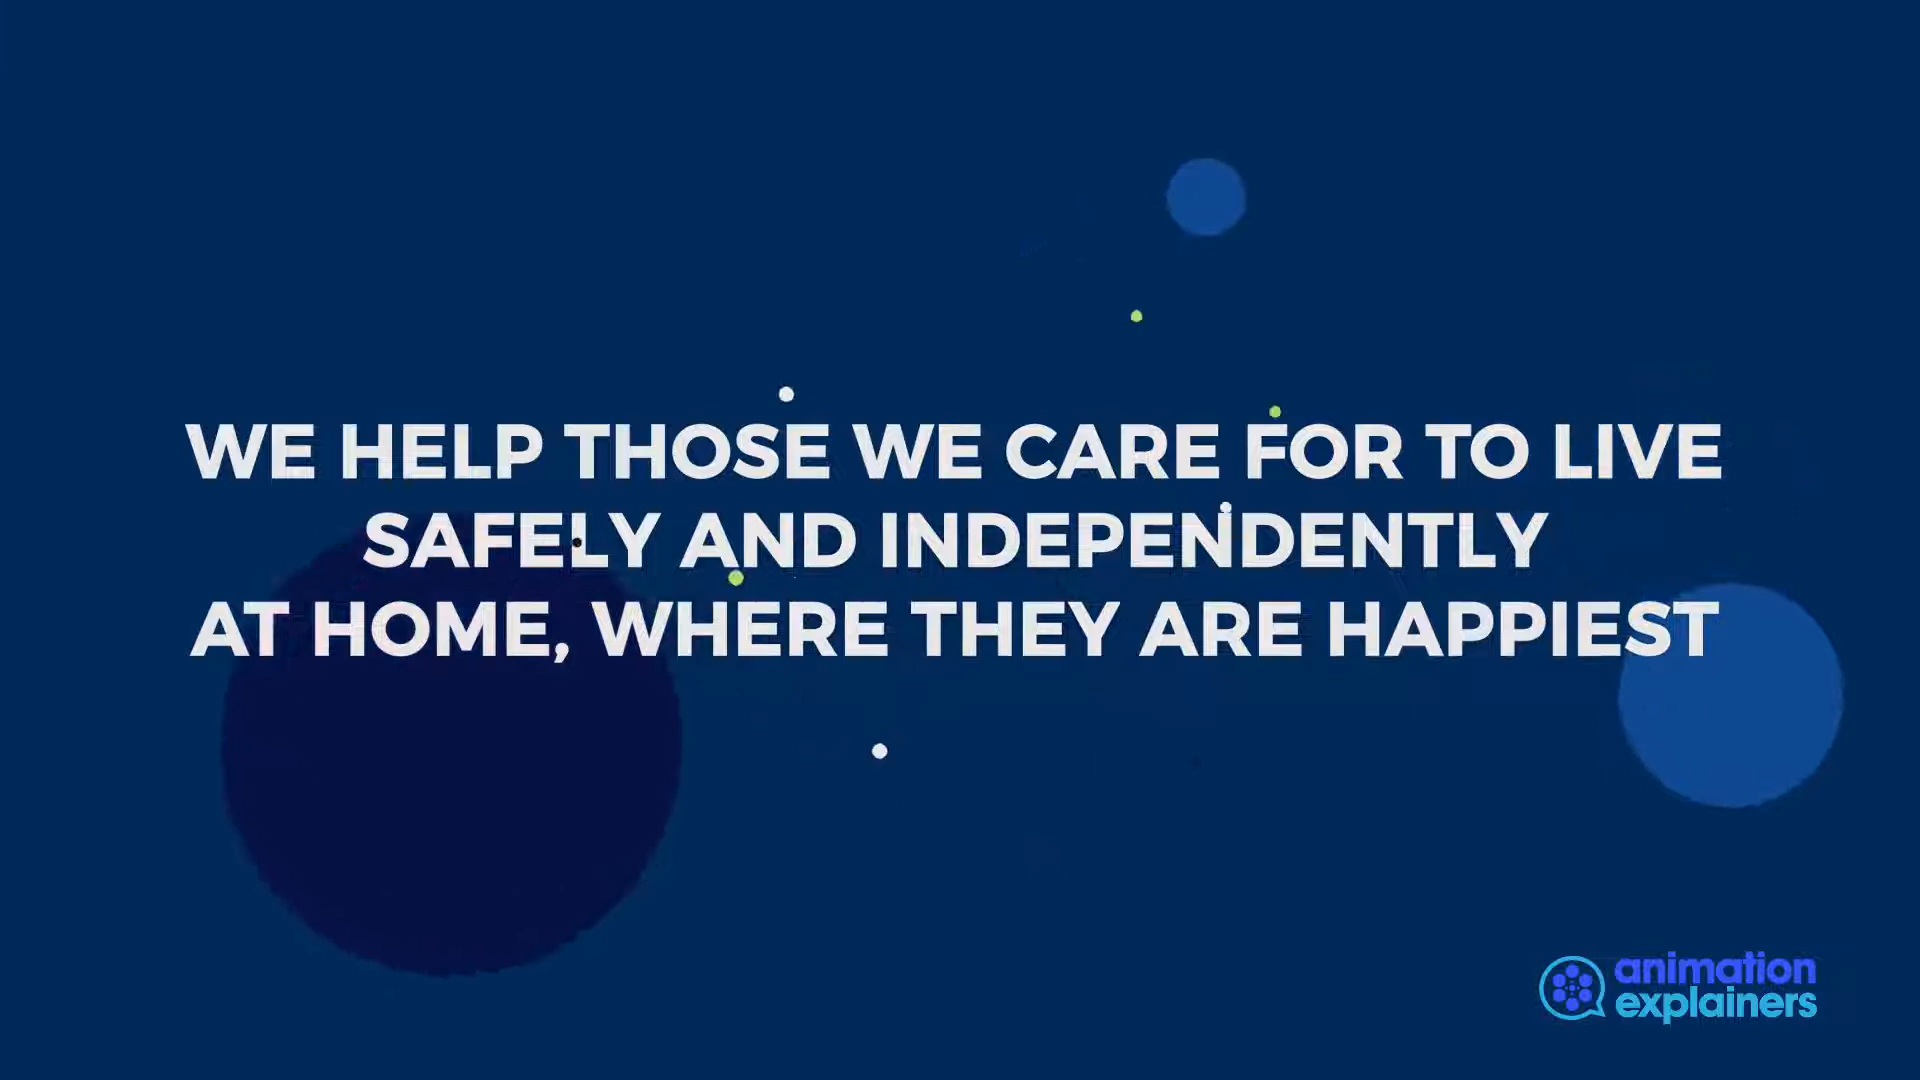 WE HELP THOSE WE CARE FOR TO LIVE
SAFELY AND INDEPENDENTLY
AT HOME, WHERE THEY ARE HAPPIEST
animation
explainers